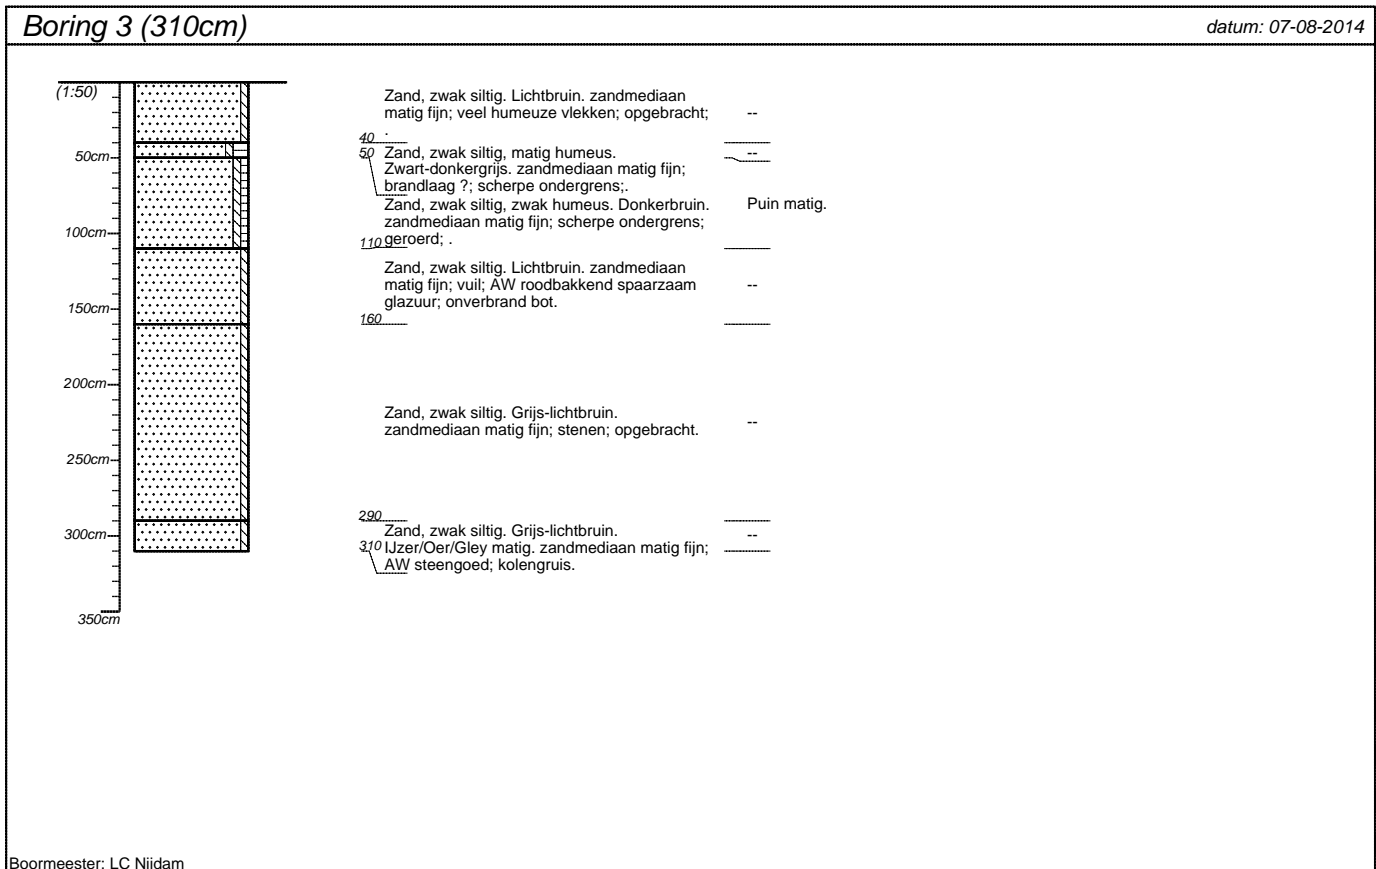 Boring 3 (310cm)
datum: 07-08-2014
(1:50)
50cm
100cm
150cm
200cm
250cm
300cm
350cm
Zand, zwak siltig. Lichtbruin. zandmediaan
matig fijn; veel humeuze vlekken; opgebracht;
.
--
40
50
Zand, zwak siltig, matig humeus.
Zwart-donkergrijs. zandmediaan matig fijn;
brandlaag ?; scherpe ondergrens;.
--
Zand, zwak siltig, zwak humeus. Donkerbruin.
zandmediaan matig fijn; scherpe ondergrens;
geroerd; .
Puin matig.
110
Zand, zwak siltig. Lichtbruin. zandmediaan
matig fijn; vuil; AW roodbakkend spaarzaam
glazuur; onverbrand bot.
--
160
Zand, zwak siltig. Grijs-lichtbruin.
zandmediaan matig fijn; stenen; opgebracht.
--
290
Zand, zwak siltig. Grijs-lichtbruin.
IJzer/Oer/Gley matig. zandmediaan matig fijn;
AW steengoed; kolengruis.
--
310
Boormeester: LC Nijdam